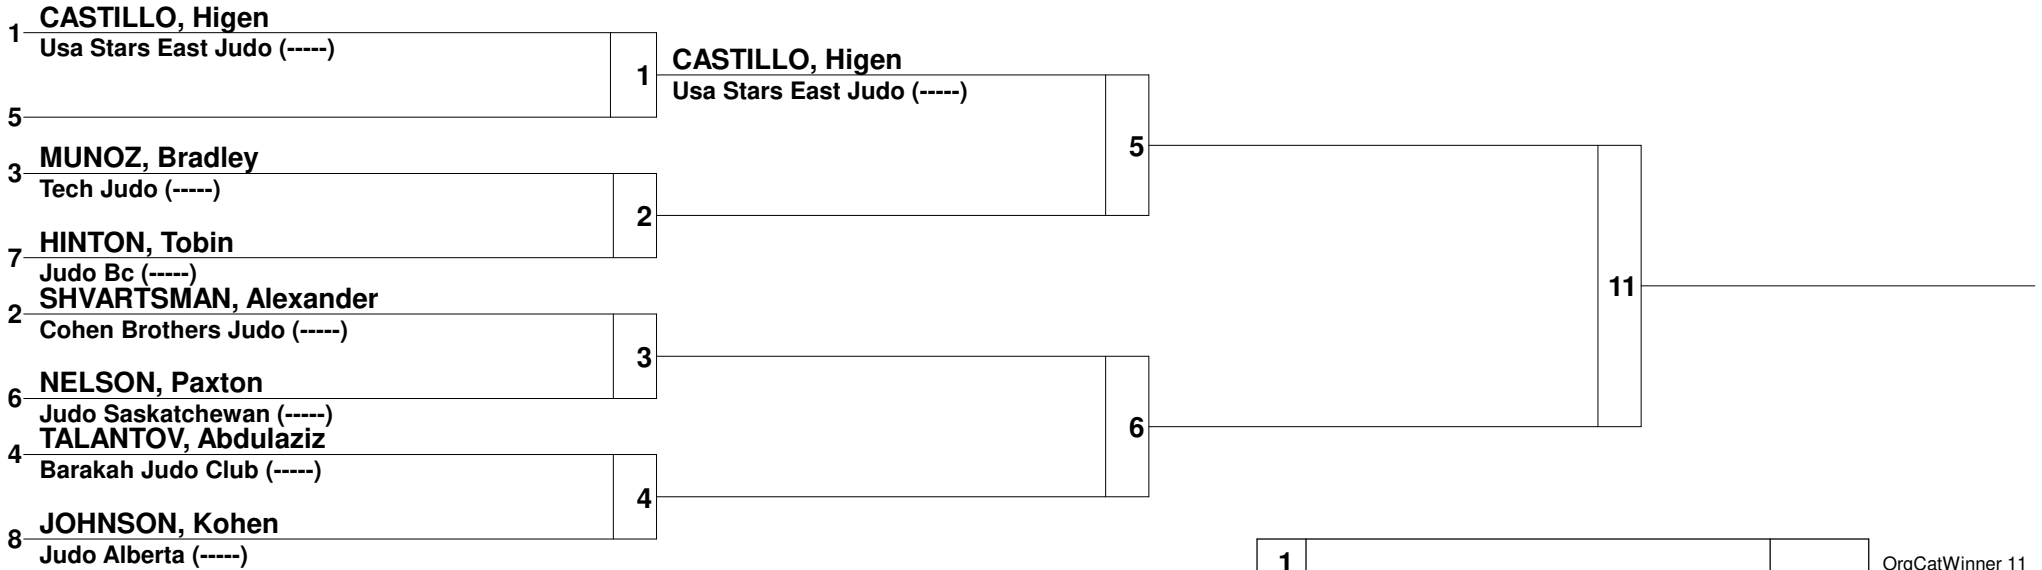 1
CASTILLO, Higen
Usa Stars East Judo (-----)
1
CASTILLO, Higen
Usa Stars East Judo (-----)
5
5
3
MUNOZ, Bradley
Tech Judo (-----)
2
7
HINTON, Tobin
Judo Bc (-----)
11
2
SHVARTSMAN, Alexander
Cohen Brothers Judo (-----)
3
6
NELSON, Paxton
Judo Saskatchewan (-----)
6
4
TALANTOV, Abdulaziz
Barakah Judo Club (-----)
4
8
JOHNSON, Kohen
Judo Alberta (-----)
1
OrgCatWinner 11